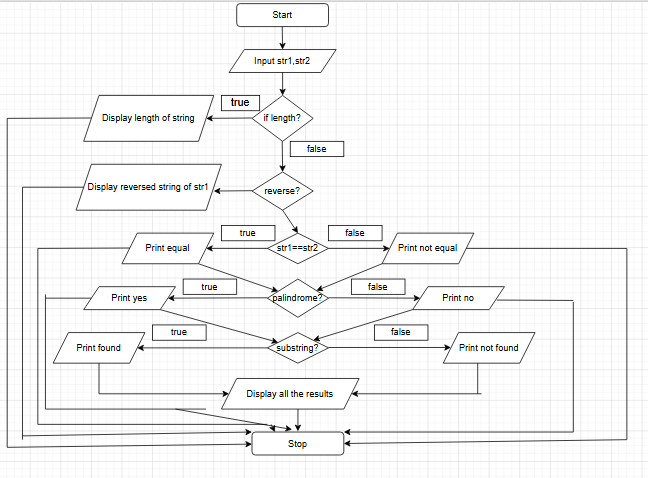 Start
Input str1,str2
true
Display length of string
if length?
false
Display reversed string of str1
reverse?
true
false
Print equal
str1==str2
Print not equal
true
false
Print yes
palindrome?
Print no
true
false
Print found
substring?
Print not found
Display all the results
Stop